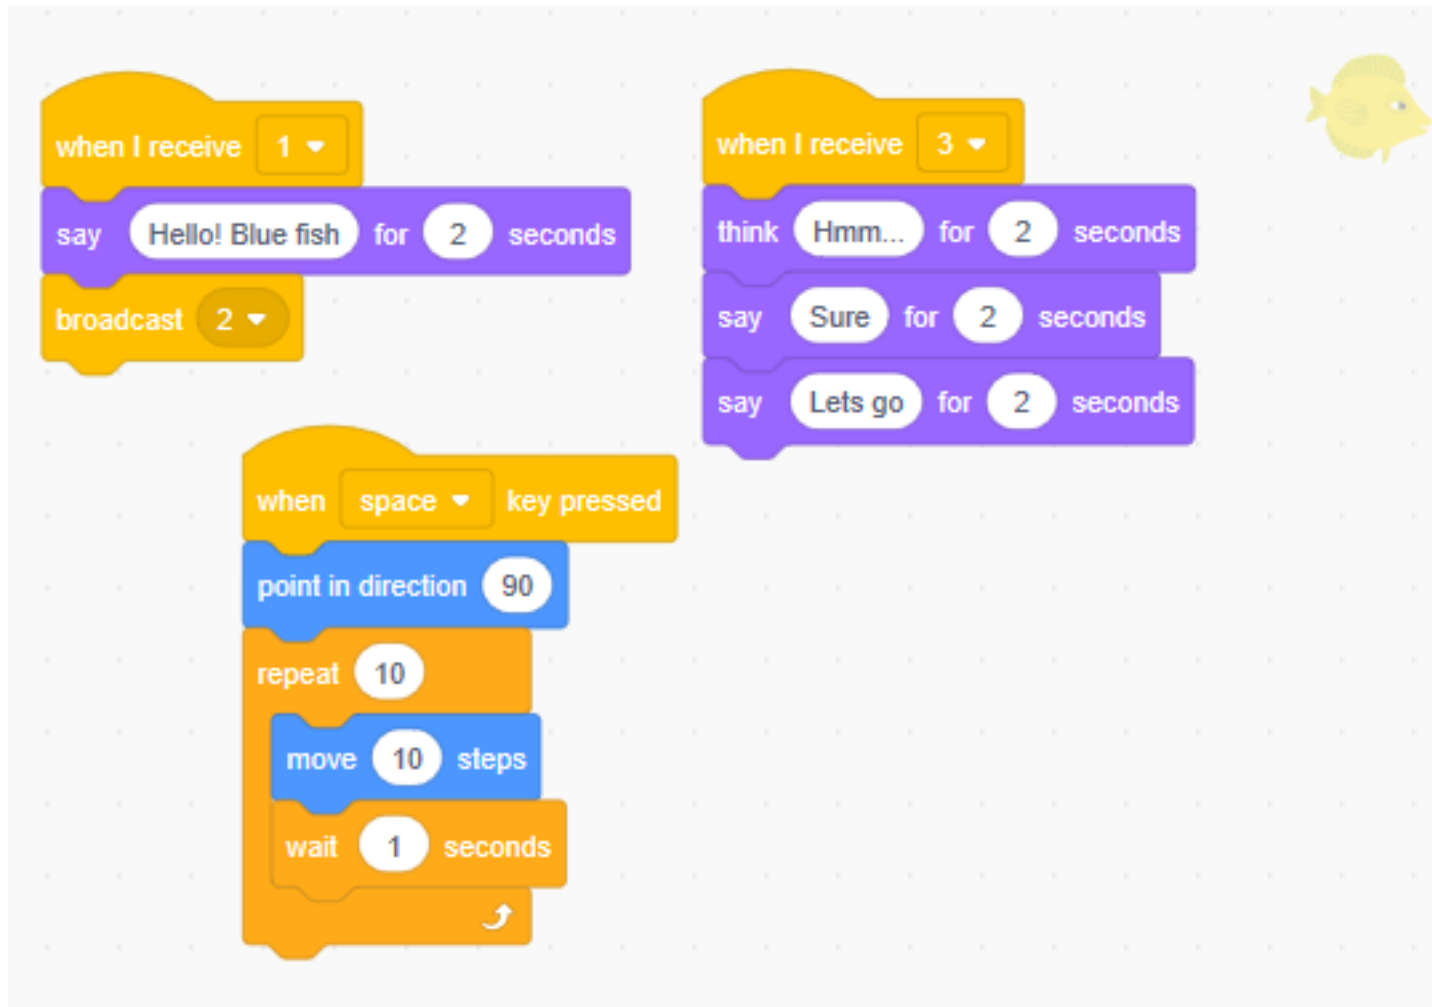 when I receive 1
say Hello! Blue fish for 2 seconds
broadcast 2
when I receive 3
think Hmm... for 2 seconds
say Sure for 2 seconds
say Lets go for 2 seconds
when space key pressed
point in direction 90
repeat 10
move 10 steps
wait 1 seconds